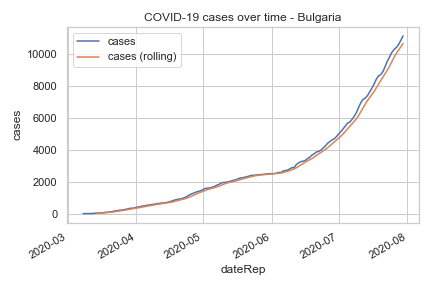 COVID-19 cases over time - Bulgaria
cases
cases (rolling)
10000
8000
6000
4000
2000
0
cases
2020-03
2020-04
2020-05
2020-06
2020-07
2020-08
dateRep